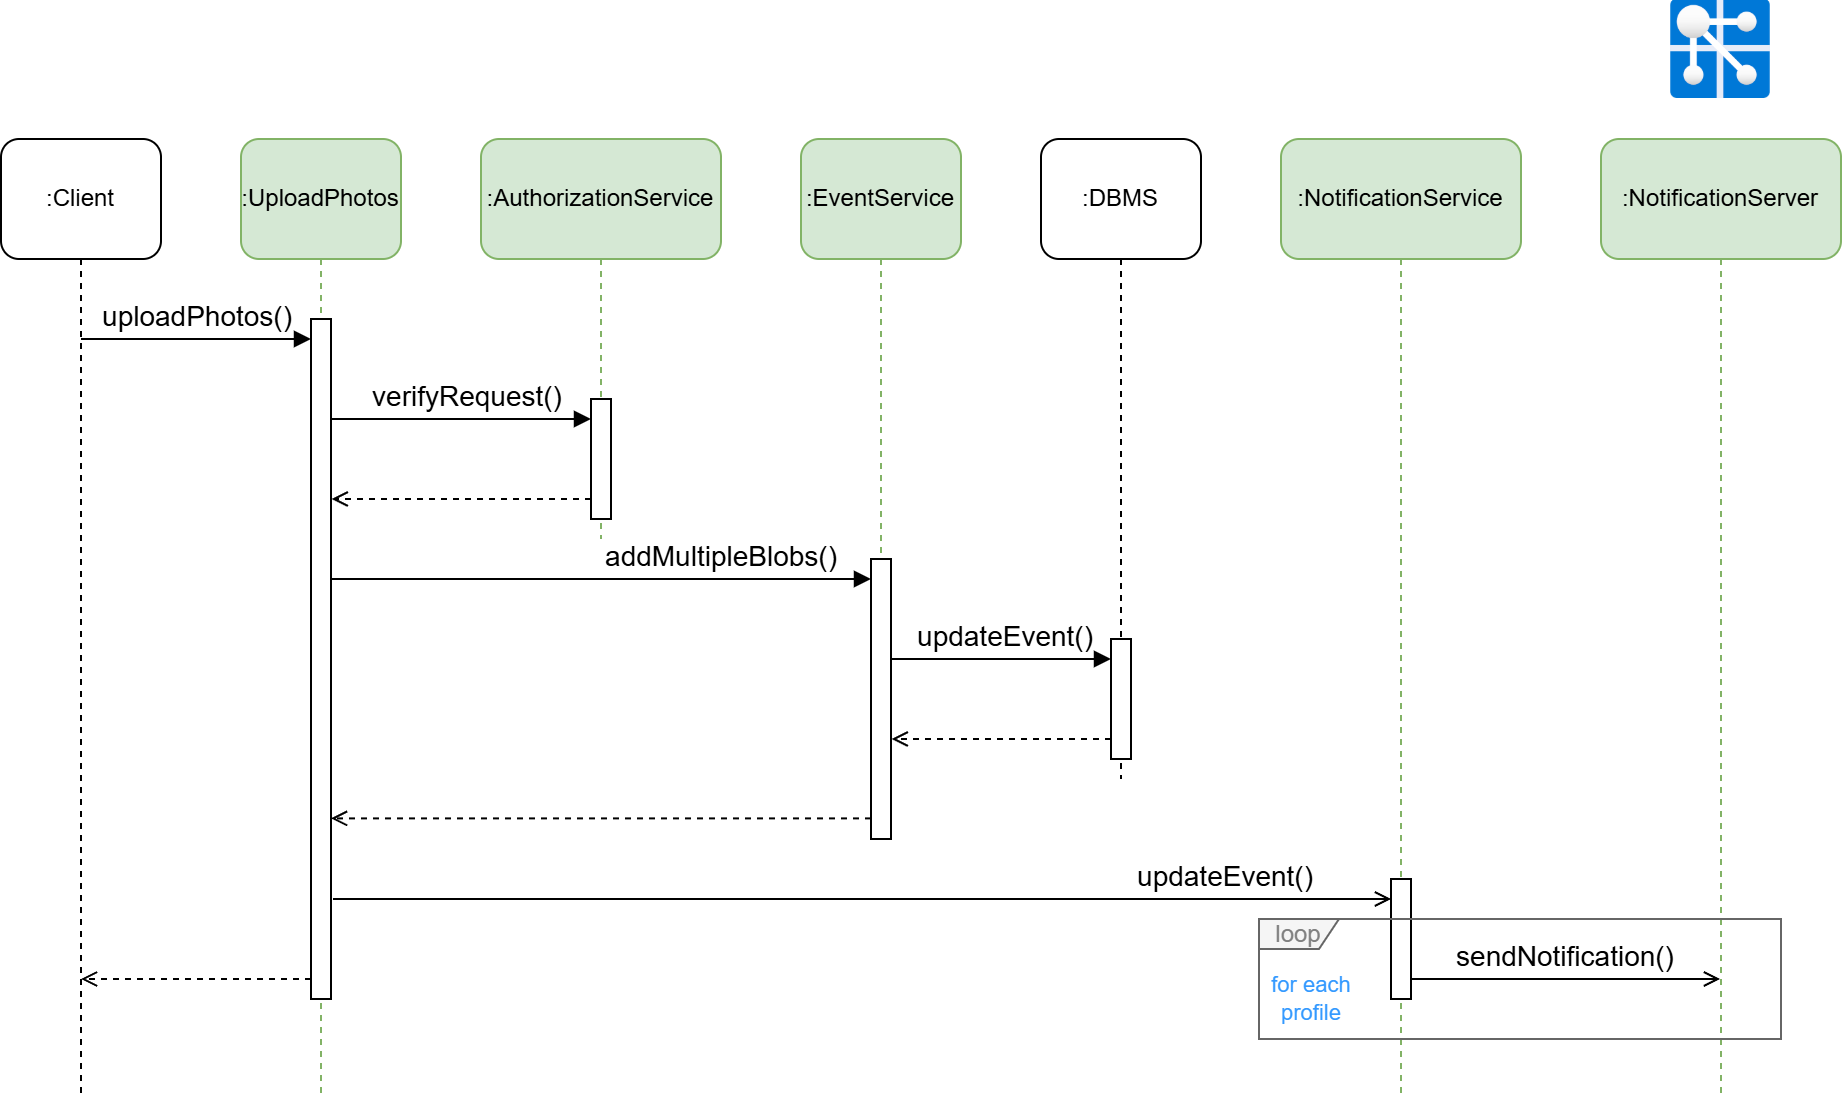 :Client
:UploadPhotos
:AuthorizationService
:EventService
:DBMS
:NotificationService
:NotificationServer
uploadPhotos()
verifyRequest()
addMultipleBlobs()
updateEvent()
updateEvent()
loop
sendNotification()
for each
profile